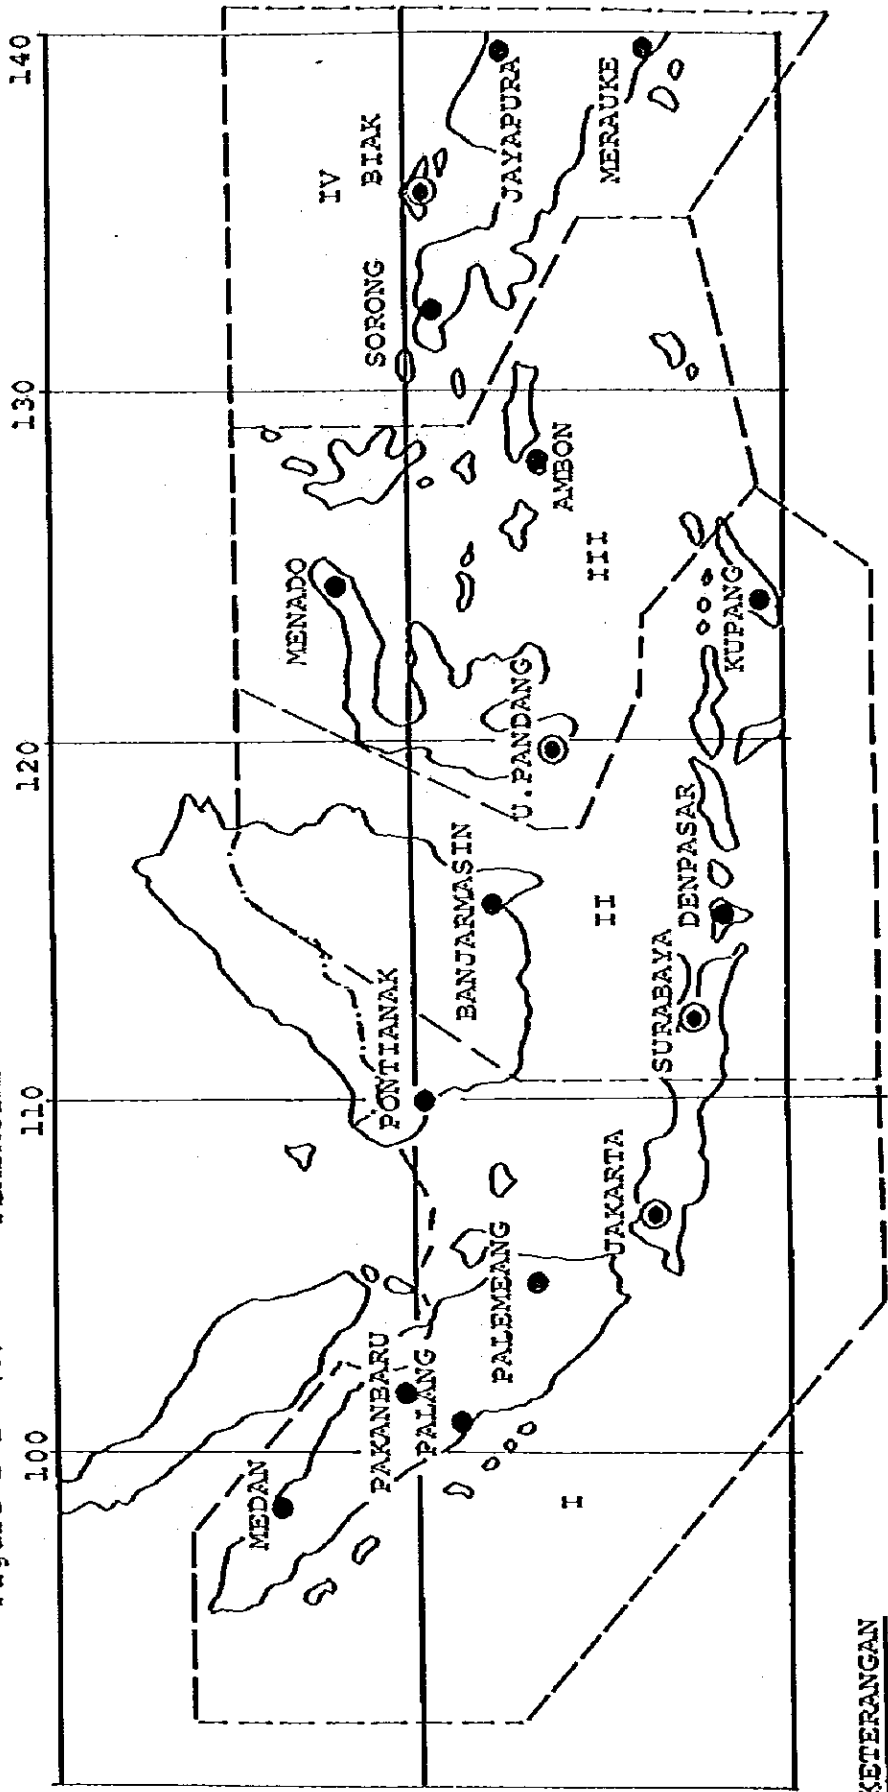 100
110
120
130
140
MEDAN
PAKANBARU
PALANG
PALEMBANG
JAKARTA
PONTIANAK
BANJARMASIN
SURABAYA
DENPASAR
KUPANG
U.PANDANG
MENADO
AMBON
SORONG
BIAK
JAYAPURA
MERAUKE
I
II
III
IV
KETERANGAN